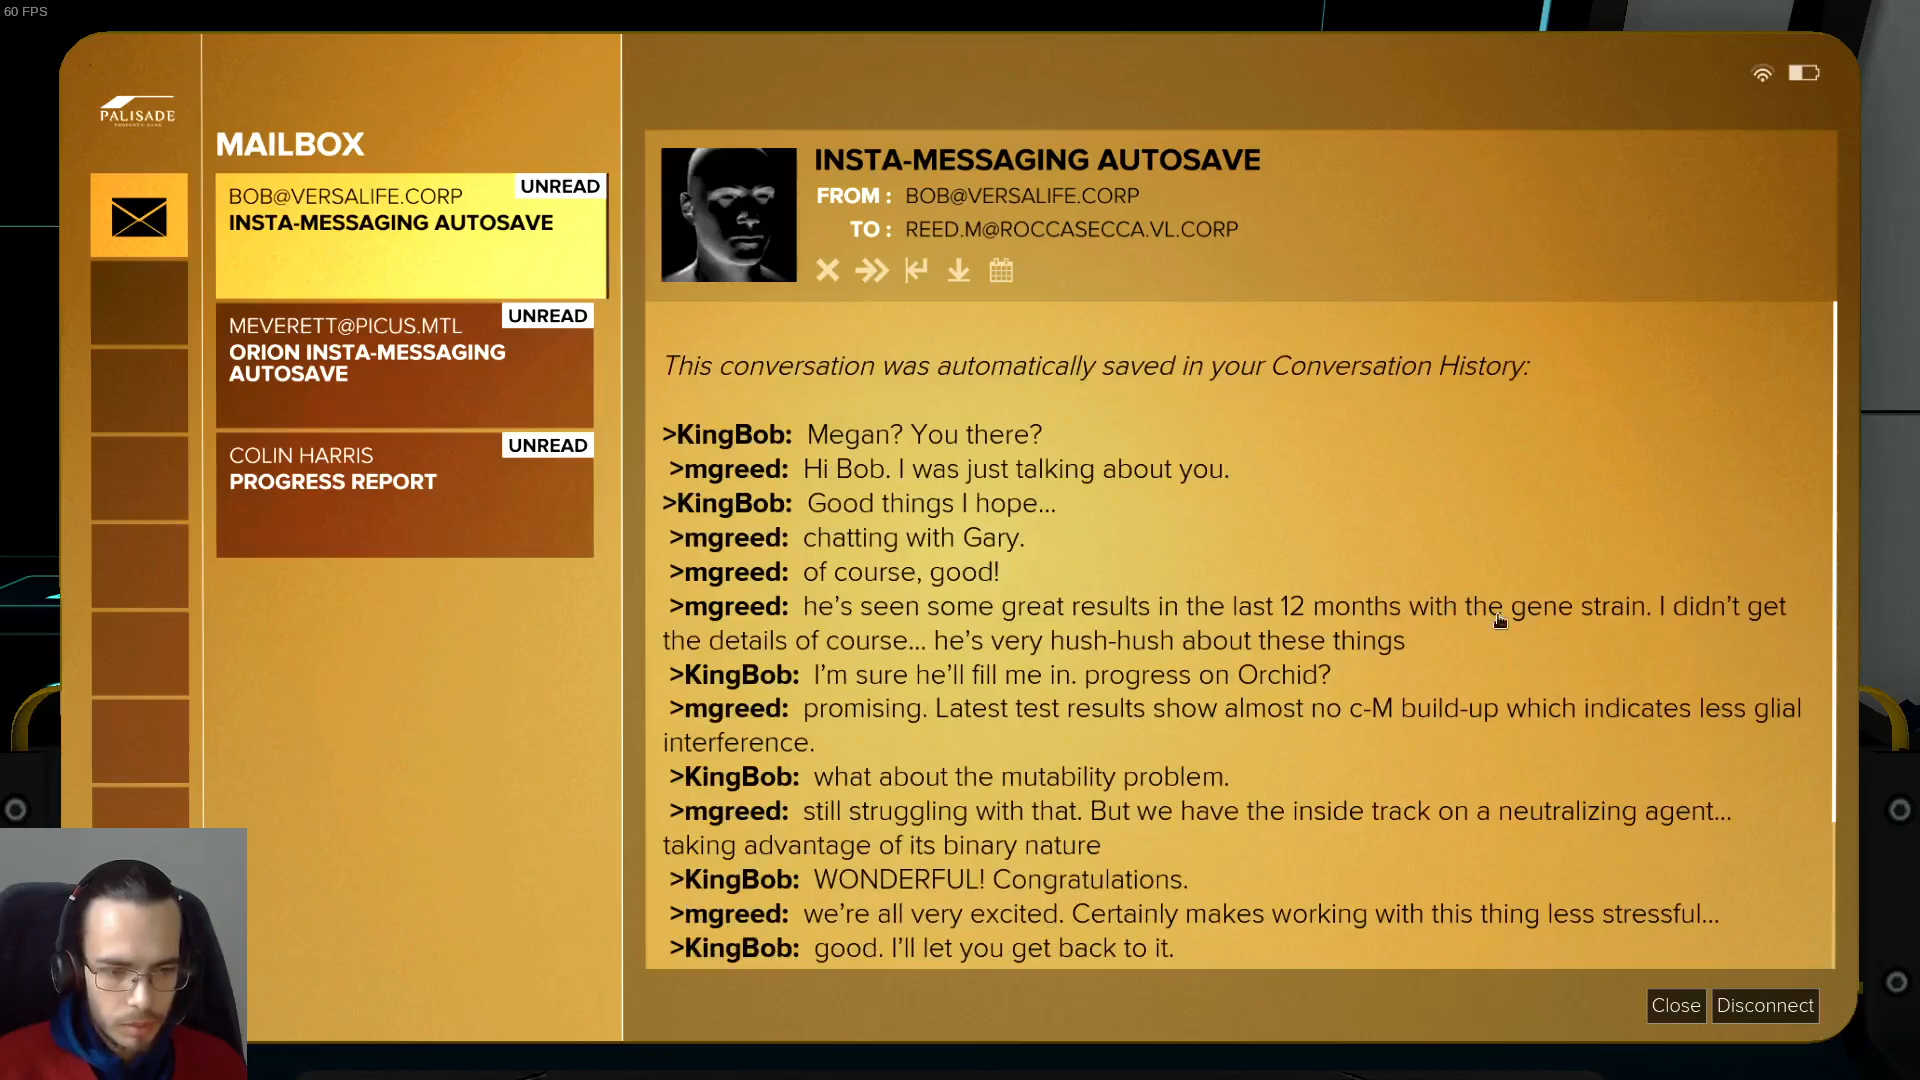 60 FPS
PALISADE
MAILBOX
BOB@VERSALIFE.CORP
UNREAD
INSTA-MESSAGING AUTOSAVE
MEVERETT@PICUS.MTL
UNREAD
ORION INSTA-MESSAGING
AUTOSAVE
COLIN HARRIS
UNREAD
PROGRESS REPORT
INSTA-MESSAGING AUTOSAVE
FROM : BOB@VERSALIFE.CORP
TO : REED.M@ROCCASECCA.VL.CORP
This conversation was automatically saved in your Conversation History:
>KingBob: Megan? You there?
>mgreed: Hi Bob. I was just talking about you.
>KingBob: Good things I hope...
>mgreed: chatting with Gary.
>mgreed: of course, good!
>mgreed: he's seen some great results in the last 12 months with the gene strain. I didn't get
the details of course... he's very hush-hush about these things
>KingBob: I'm sure he'll fill me in. progress on Orchid?
>mgreed: promising. Latest test results show almost no c-M build-up which indicates less glial
interference.
>KingBob: what about the mutability problem.
>mgreed: still struggling with that. But we have the inside track on a neutralizing agent...
taking advantage of its binary nature
>KingBob: WONDERFUL! Congratulations.
>mgreed: we're all very excited. Certainly makes working with this thing less stressful...
>KingBob: good. I'll let you get back to it.
Close
Disconnect